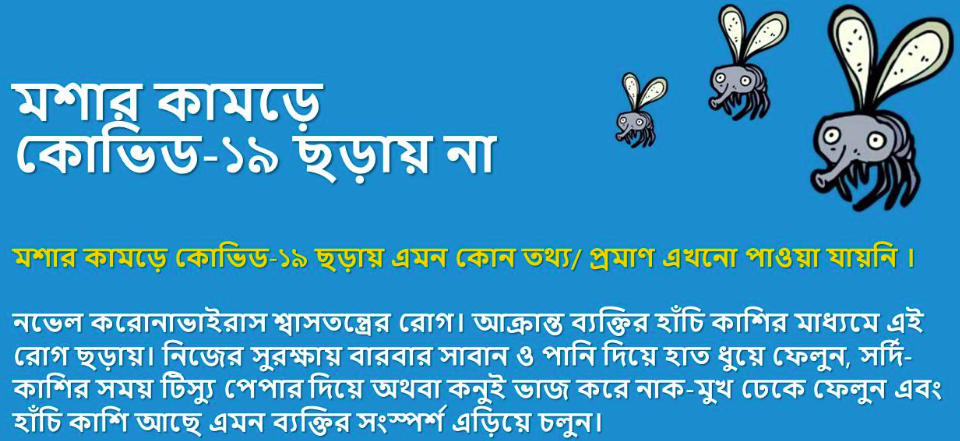 মশার কামড়ে
কোভিড-১৯ ছড়ায় না
মশার কামড়ে কোভিড-১৯ ছড়ায় এমন কোন তথ্য/ প্রমাণ এখনো পাওয়া যায়নি ।
নভেল করোনাভাইরাস শ্বাসতন্ত্রের রোগ। আক্রান্ত ব্যক্তির হাঁচি কাশির মাধ্যমে এই
রোগ ছড়ায়। নিজের সুরক্ষায় বারবার সাবান ও পানি দিয়ে হাত ধুয়ে ফেলুন, সর্দি-
কাশির সময় টিস্যু পেপার দিয়ে অথবা কনুই ভাজ করে নাক-মুখ ঢেকে ফেলুন এবং
হাঁচি কাশি আছে এমন ব্যক্তির সংস্পর্শ এড়িয়ে চলুন।